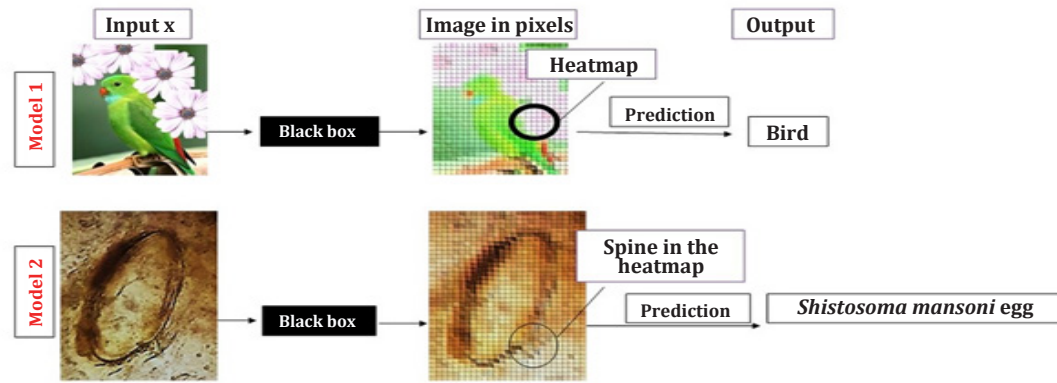 Input x
Image in pixels
Output
Model 1
Heatmap
Black box
Prediction
Bird
Model 2
Spine in the
heatmap
Black box
Prediction
Shistosoma mansoni egg